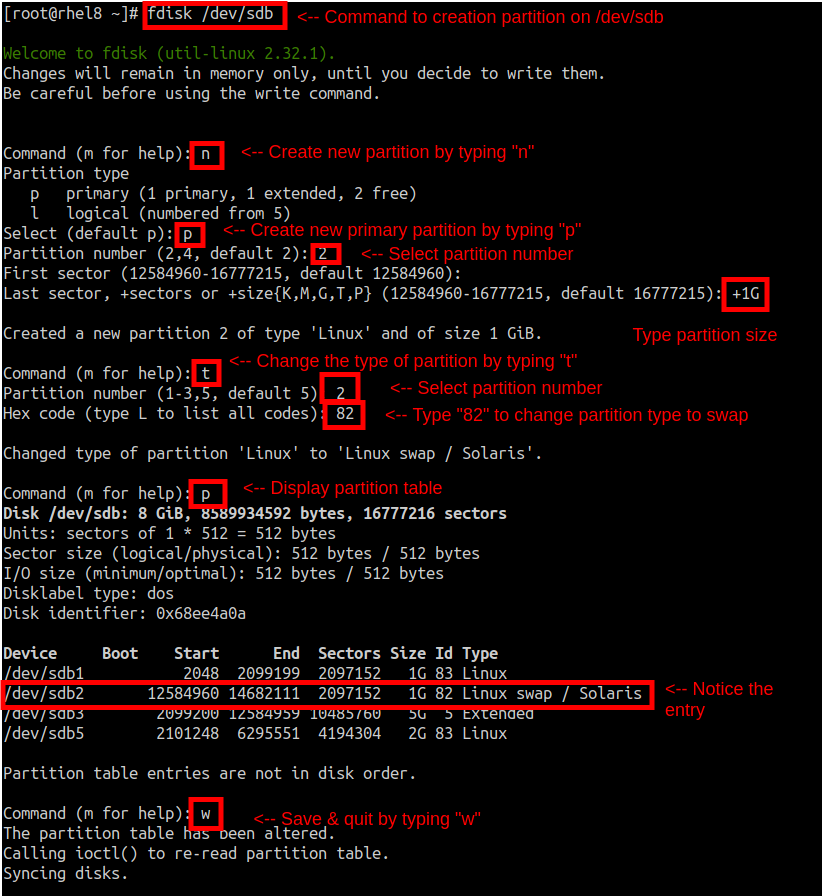 [root@rhel8 ~]# fdisk /dev/sdb <-- Command to creation partition on /dev/sdb
Welcome to fdisk (util-linux 2.32.1).
Changes will remain in memory only, until you decide to write them.
Be careful before using the write command.
Command (m for help): n <-- Create new partition by typing "n"
Partition type
p primary (1 primary, 1 extended, 2 free)
l logical (numbered from 5)
Select (default p): p <-- Create new primary partition by typing "p"
Partition number (2,4, default 2): 2 <-- Select partition number
First sector (12584960-16777215, default 12584960):
Last sector, +sectors or +size{K,M,G,T,P} (12584960-16777215, default 16777215): +1G
Created a new partition 2 of type 'Linux' and of size 1 GiB. Type partition size
Command (m for help): t <-- Change the type of partition by typing "t"
Partition number (1-3,5, default 5) 2 <-- Select partition number
Hex code (type L to list all codes): 82 <-- Type "82" to change partition type to swap
Changed type of partition 'Linux' to 'Linux swap / Solaris'.
Command (m for help): p <-- Display partition table
Disk /dev/sdb: 8 GiB, 8589934592 bytes, 16777216 sectors
Units: sectors of 1 * 512 = 512 bytes
Sector size (logical/physical): 512 bytes / 512 bytes
I/O size (minimum/optimal): 512 bytes / 512 bytes
Disklabel type: dos
Disk identifier: 0x68ee4a0a
Device Boot Start End Sectors Size Id Type
/dev/sdb1 2048 2099199 2097152 1G 83 Linux
/dev/sdb2 12584960 14682111 2097152 1G 82 Linux swap / Solaris <-- Notice the
entry
/dev/sdb3 2099200 12584959 10485760 5G 5 Extended
/dev/sdb5 2101248 6295551 4194304 2G 83 Linux
Partition table entries are not in disk order.
Command (m for help): w <-- Save & quit by typing "w"
The partition table has been altered.
Calling ioctl() to re-read partition table.
Syncing disks.